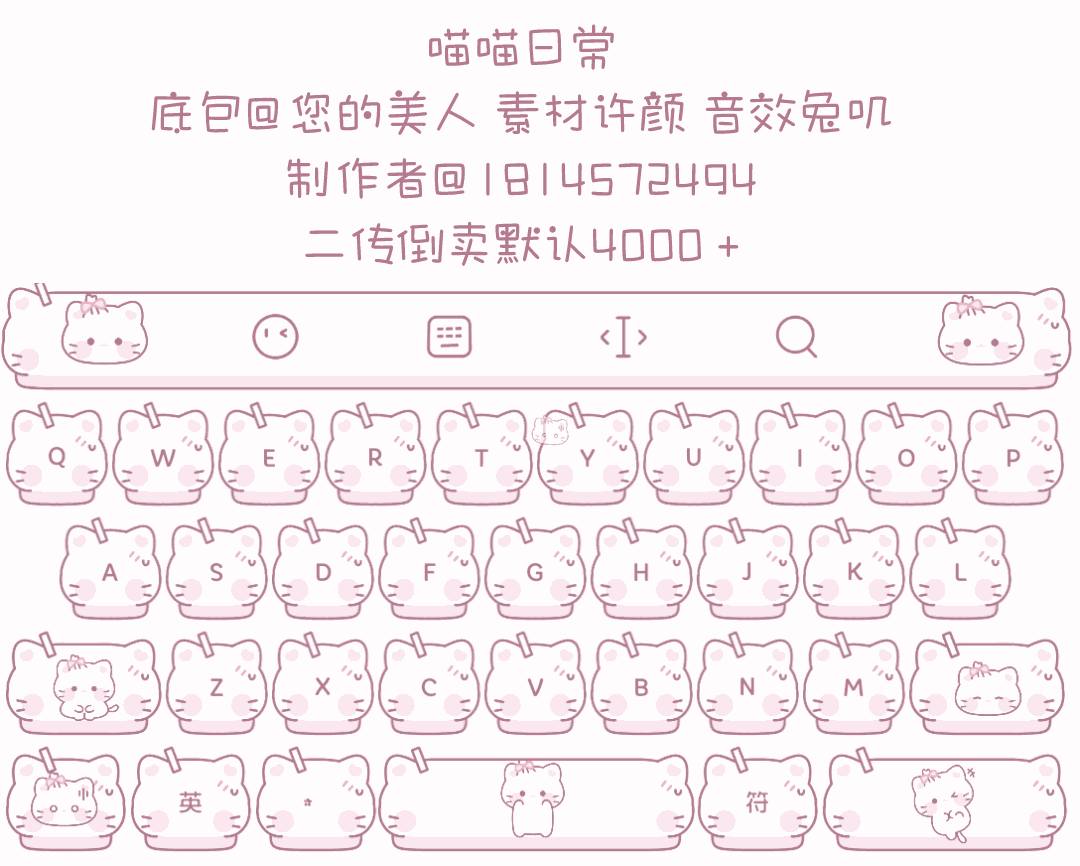 喵喵日常
底包@您的美人 素材许颜 音效兔叽
制作者@1814572494
二传倒卖默认4000+
Q W E R T Y U I O P
A S D F G H J K L
Z X C V B N M
英 * 符